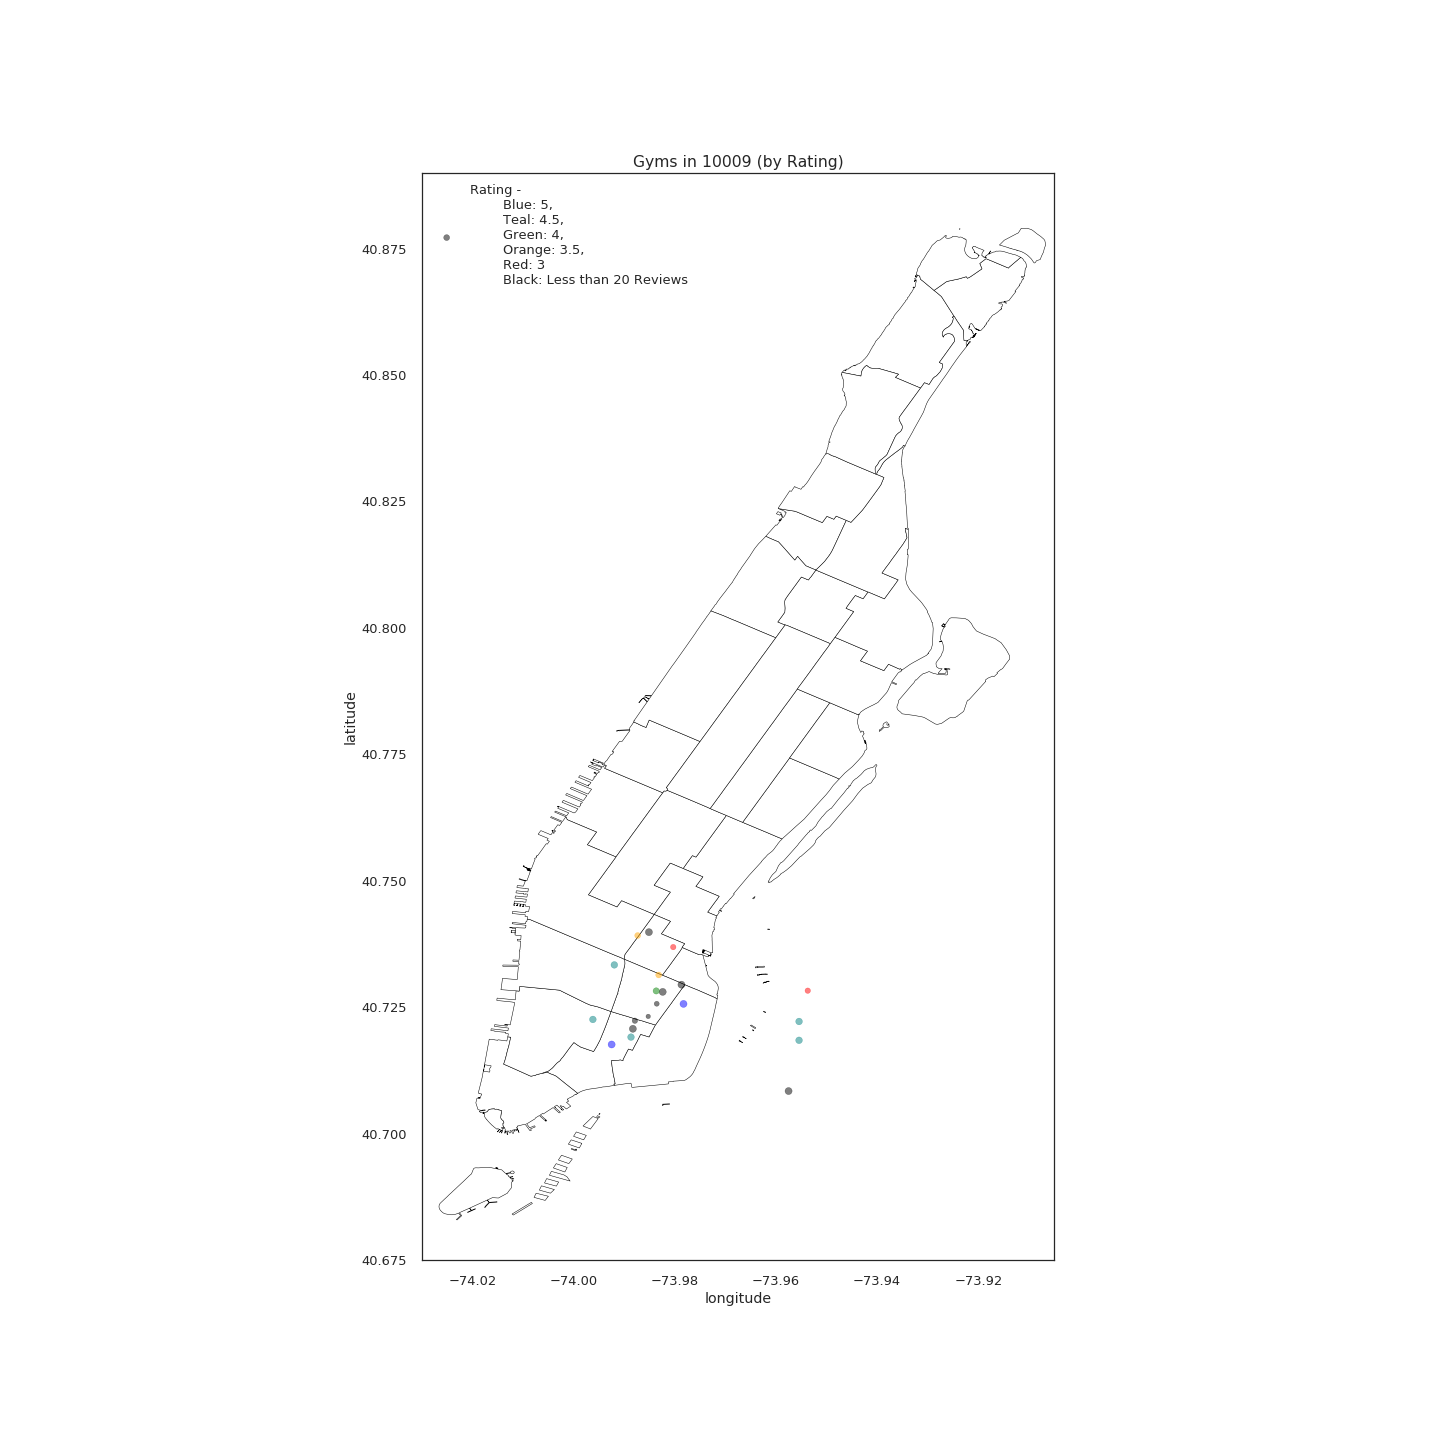 Gyms in 10009 (by Rating)
Rating -
Blue: 5,
Teal: 4.5,
Green: 4,
Orange: 3.5,
Red: 3
Black: Less than 20 Reviews
40.875
40.850
40.825
40.800
40.775
40.750
40.725
40.700
40.675
latitude
−74.02 −74.00 −73.98 −73.96 −73.94 −73.92
longitude